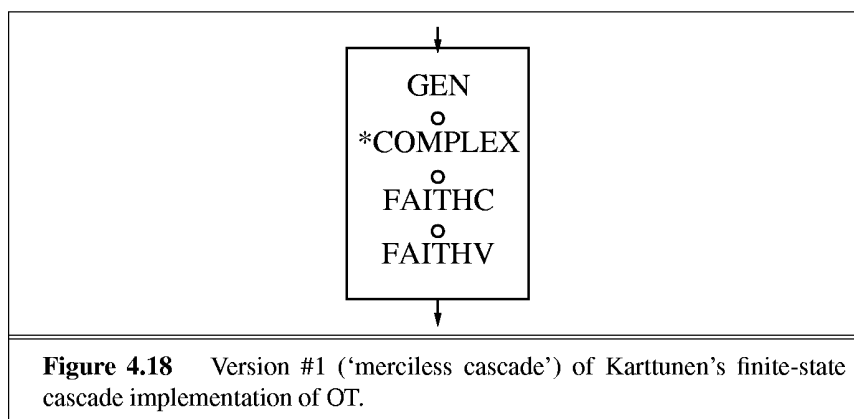 GEN
*COMPLEX
FAITHC
FAITHV
Figure 4.18 Version #1 (‘merciless cascade’) of Karttunen’s finite-state
cascade implementation of OT.